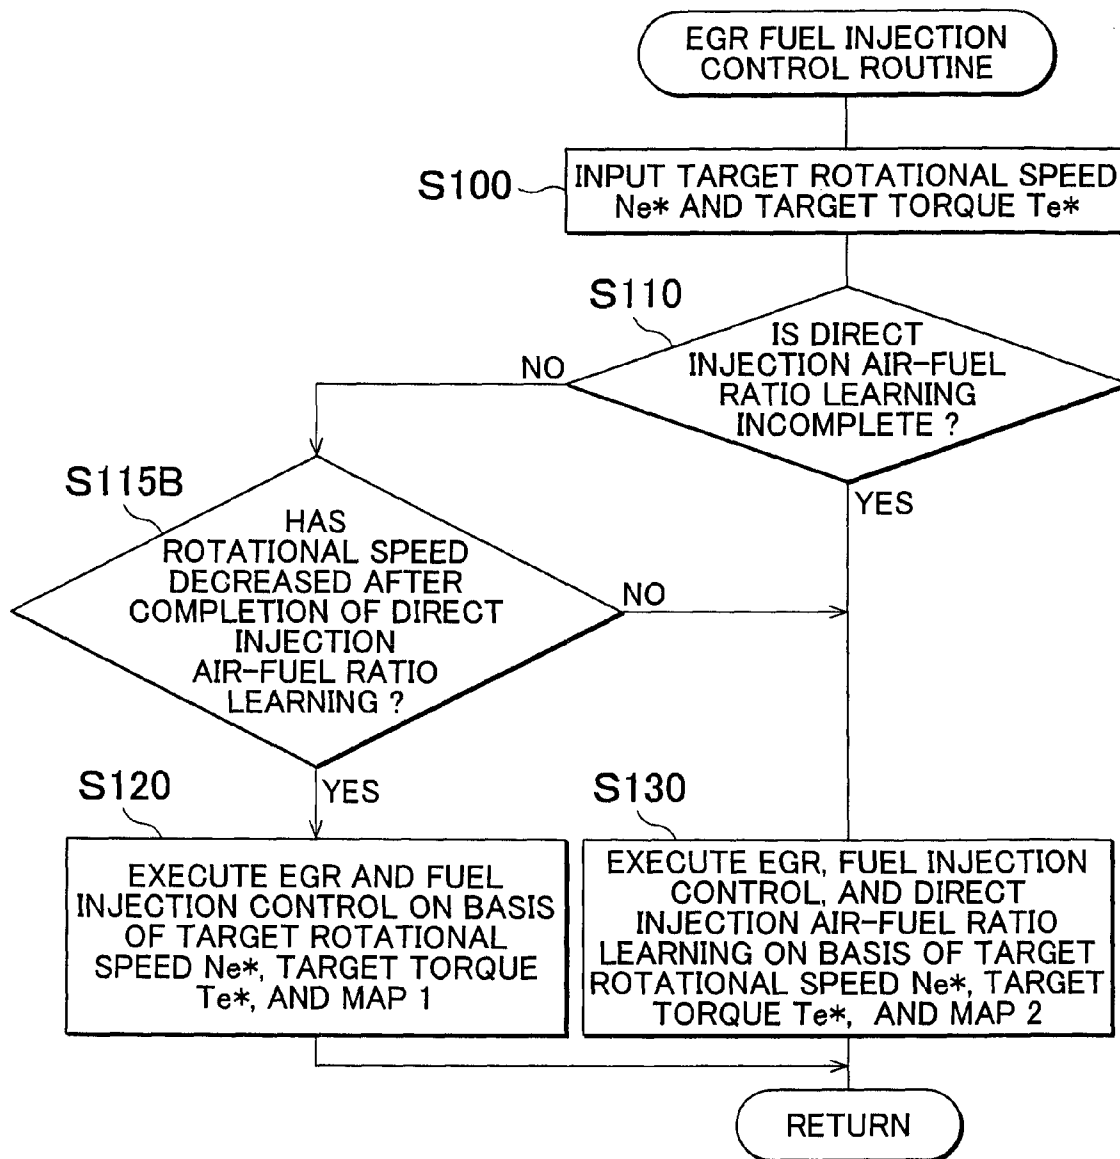 EGR FUEL INJECTION
CONTROL ROUTINE
S100
INPUT TARGET ROTATIONAL SPEED
Ne* AND TARGET TORQUE Te*
S110
IS DIRECT
INJECTION AIR-FUEL
RATIO LEARNING
INCOMPLETE ?
NO
YES
S115B
HAS
ROTATIONAL SPEED
DECREASED AFTER
COMPLETION OF DIRECT
INJECTION
AIR-FUEL RATIO
LEARNING ?
NO
YES
S120
EXECUTE EGR AND FUEL
INJECTION CONTROL ON BASIS
OF TARGET ROTATIONAL
SPEED Ne*, TARGET TORQUE
Te*, AND MAP 1
S130
EXECUTE EGR, FUEL INJECTION
CONTROL, AND DIRECT
INJECTION AIR-FUEL RATIO
LEARNING ON BASIS OF TARGET
ROTATIONAL SPEED Ne*, TARGET
TORQUE Te*, AND MAP 2
RETURN